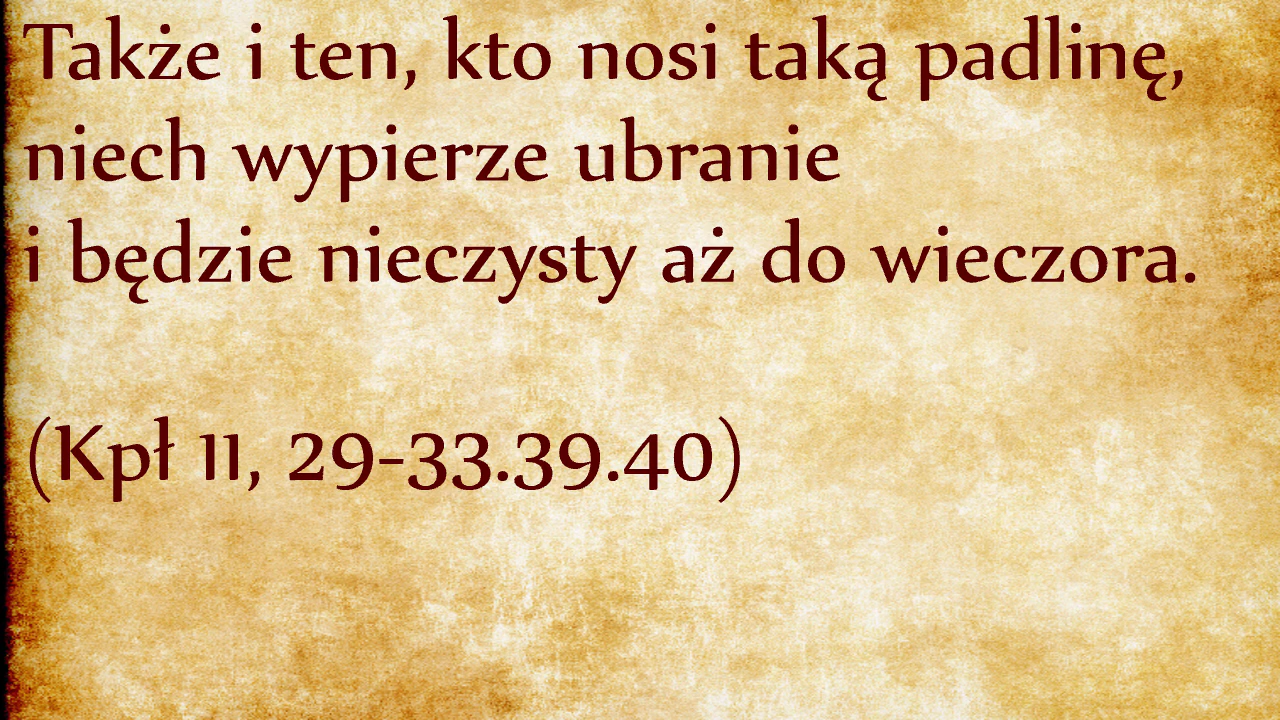 Także i ten, kto nosi taką padlinę,
niech wypierze ubranie
i będzie nieczysty aż do wieczora.
(Kpł 11, 29-33.39.40)